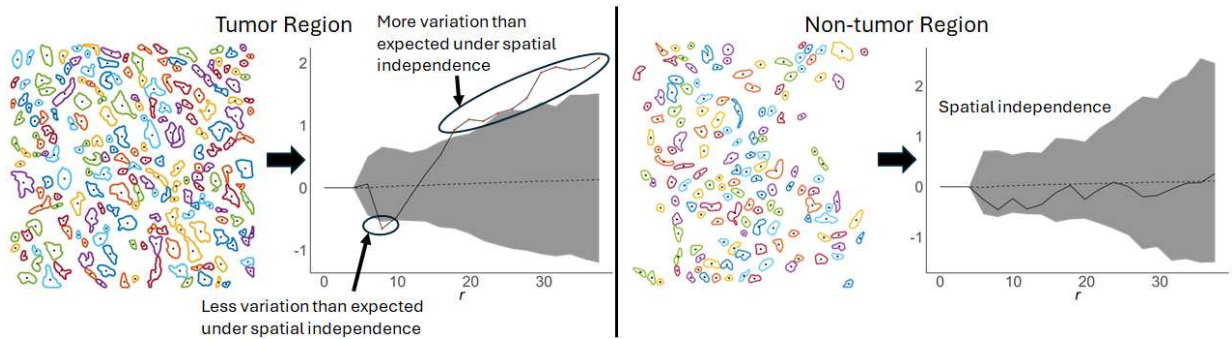 Tumor Region
More variation than
expected under spatial
independence
2
1
0
-1
0
10
20
30
r
Less variation than expected
under spatial independence
Non-tumor Region
Spatial independence
2
1
0
-1
0
10
20
30
r